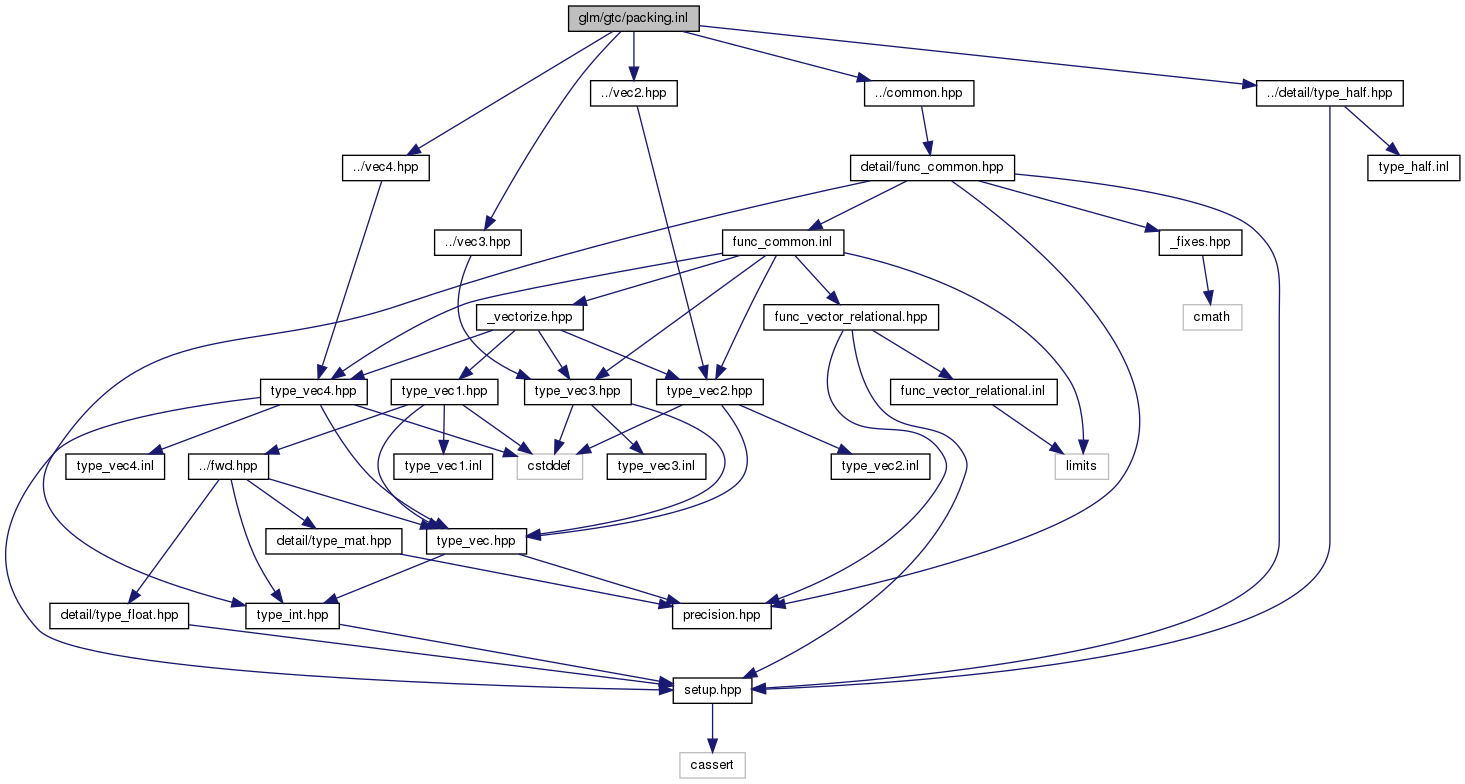 glm/gtc/packing.inl
../vec2.hpp
../common.hpp
../detail/type_half.hpp
../vec4.hpp
detail/func_common.hpp
type_half.inl
../vec3.hpp
func_common.inl
_fixes.hpp
_vectorize.hpp
func_vector_relational.hpp
cmath
type_vec4.hpp
type_vec1.hpp
type_vec3.hpp
type_vec2.hpp
func_vector_relational.inl
type_vec4.inl
../fwd.hpp
type_vec1.inl
cstddef
type_vec3.inl
type_vec2.inl
limits
detail/type_mat.hpp
type_vec.hpp
detail/type_float.hpp
type_int.hpp
precision.hpp
setup.hpp
cassert